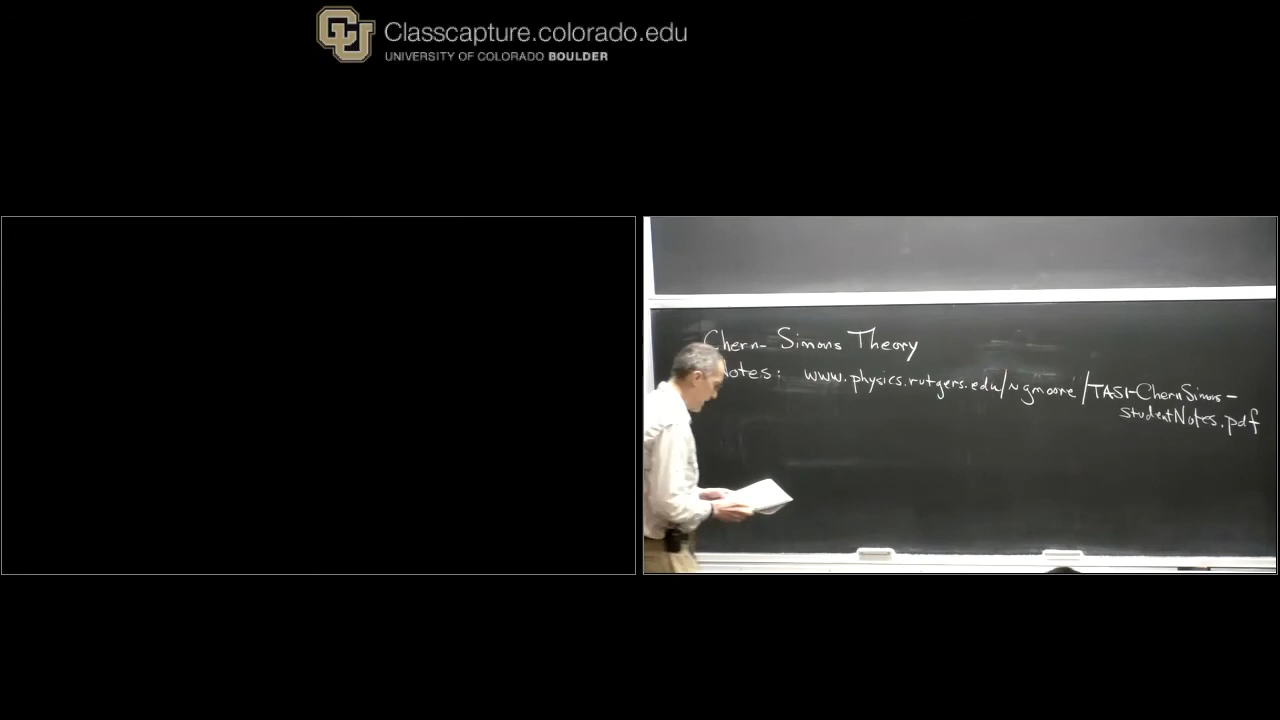 Classcapture.colorado.edu
UNIVERSITY OF COLORADO BOULDER
Chern-Simons Theory
Notes: www.physics.rutgers.edu/~gmoore/TASI-ChernSimons-
StudentNotes.pdf